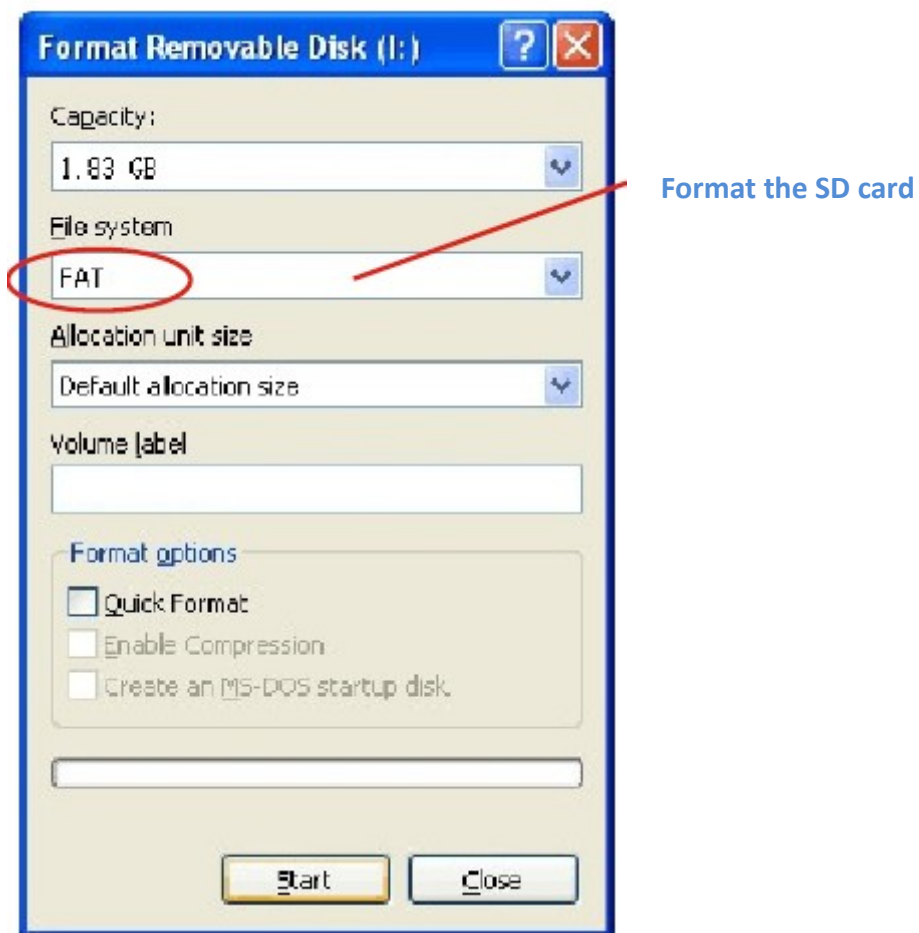 Format Removable Disk (I:)
Capacity:
1.83 GB
Format the SD card
File system
FAT
Allocation unit size
Default allocation size
Volume label
Format options
Quick Format
Enable Compression
Create an MS-DOS startup disk.
Start
Close